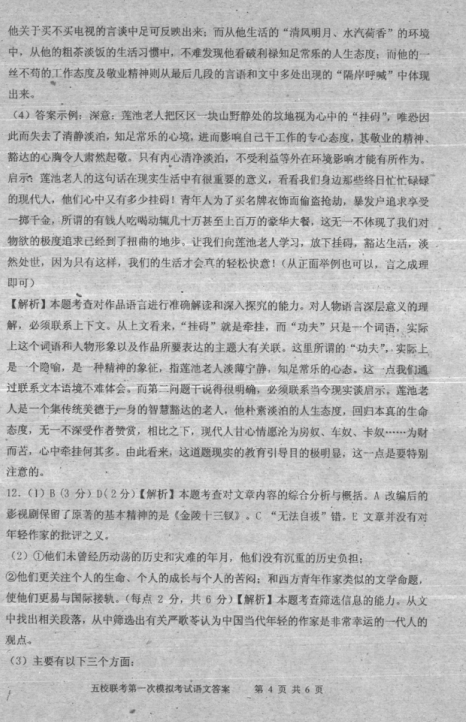 他关于买不买电视的言谈中足可反映出来；而从他生活的“清风明月、水汽荷香”的环境
中、从他的粗茶淡饭的生活习惯中，不难发现他看破利禄知足常乐的人生态度；而他的一
丝不苟的工作态度及敬业精神则从最后几段的言语和文中多处出现的“隔岸呼喊”中体现
出来。
（4）答案示例：深意：莲池老人把区区一块山野静处的坟地视为心中的“挂碍”，唯恐因
此而失去了清静淡泊，知足常乐的心境，进而影响自己干工作的专心态度，其敬业的精神、
豁达的心胸令人肃然起敬。只有内心清净淡泊，不受利益等外在环境影响才能有所作为。
启示：莲池老人的这句话在现实生活中有很重要的意义，看看我们身边那些终日忙忙碌碌
的现代人，他们心中又有多少挂碍！青年人为了买名牌衣饰而偷盗抢劫，暴发户追求享受
一掷千金，所谓的有钱人吃喝动辄几十万甚至上百万的豪华大餐，这无一不体现了我们对
物欲的极度追求已经到了扭曲的地步。让我们向莲池老人学习，放下挂碍，豁达生活，淡
然处世，因为只有这样，我们的生活才会真的轻松快意！（从正面举例也可以，言之成理
即可）
【解析】本题考查对作品语言进行准确解读和深入探究的能力。对人物语言深层意义的理
解，必须联系上下文。从上文看来，“挂碍”就是牵挂，而“功夫”只是一个词语，实际
上这个词语和人物形象以及作品所要表达的主题大有关联。这里所谓的“功夫”，实际上
是一个隐喻，是一种精神的象征，指莲池老人淡薄宁静，知足常乐的心态。这一点我们通
过联系文本语境不难体会。而第二问题干说得很明确，必须联系当今现实谈启示。莲池老
人是一个集传统美德于一身的智慧豁达的老人，他朴素淡泊的人生态度，回归本真的生命
态度，无一不深受作者赞赏，相比之下，现代人甘心情愿沦为房奴、车奴、卡奴……为财
而苦，心中牵挂何其多。由此看来，这道题现实的教育引导目的极明显，这一点是要特别
注意的。
12．（1）B（3 分）D（2 分）【解析】本题考查对文章内容的综合分析与概括。A 改编后的
影视剧保留了原著的基本精神的是《金陵十三钗》。C “无法自拔”错。E 文章并没有对
年轻作家的批评之义。
（2）①他们未曾经历动荡的历史和灾难的年月，他们没有沉重的历史负担；
②他们更关注个人的生命、个人的成长与个人的苦闷；和西方青年作家类似的文学命题，
使他们更易与国际接轨。（每点 2 分，共 6 分）【解析】本题考查筛选信息的能力。从文
中找出相关段落，从中筛选出有关严歌苓认为中国当代年轻的作家是非常幸运的一代人的
观点。
（3）主要有以下三个方面：
五校联考第一次模拟考试语文答案 第 4 页 共 6 页